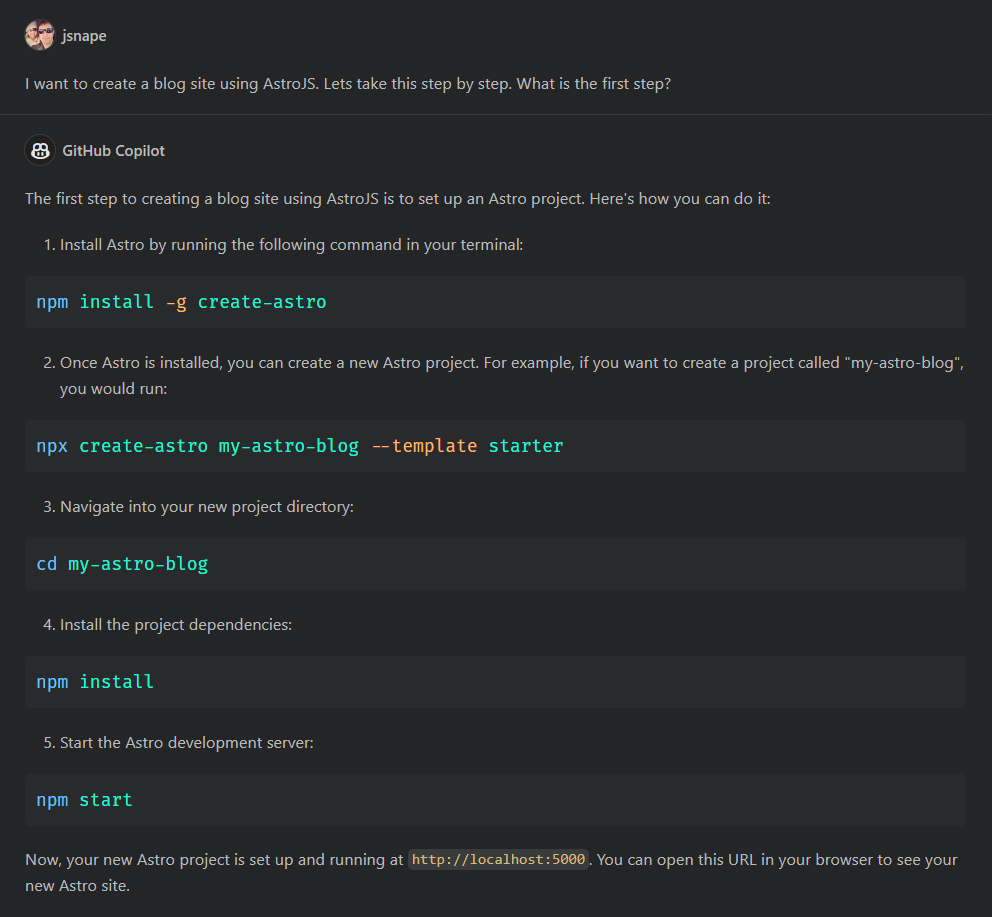 jsnape
I want to create a blog site using AstroJS. Lets take this step by step. What is the first step?
GitHub Copilot
The first step to creating a blog site using AstroJS is to set up an Astro project. Here's how you can do it:
1. Install Astro by running the following command in your terminal:
npm install -g create-astro
2. Once Astro is installed, you can create a new Astro project. For example, if you want to create a project called "my-astro-blog",
you would run:
npx create-astro my-astro-blog --template starter
3. Navigate into your new project directory:
cd my-astro-blog
4. Install the project dependencies:
npm install
5. Start the Astro development server:
npm start
Now, your new Astro project is set up and running at http://localhost:5000. You can open this URL in your browser to see your
new Astro site.